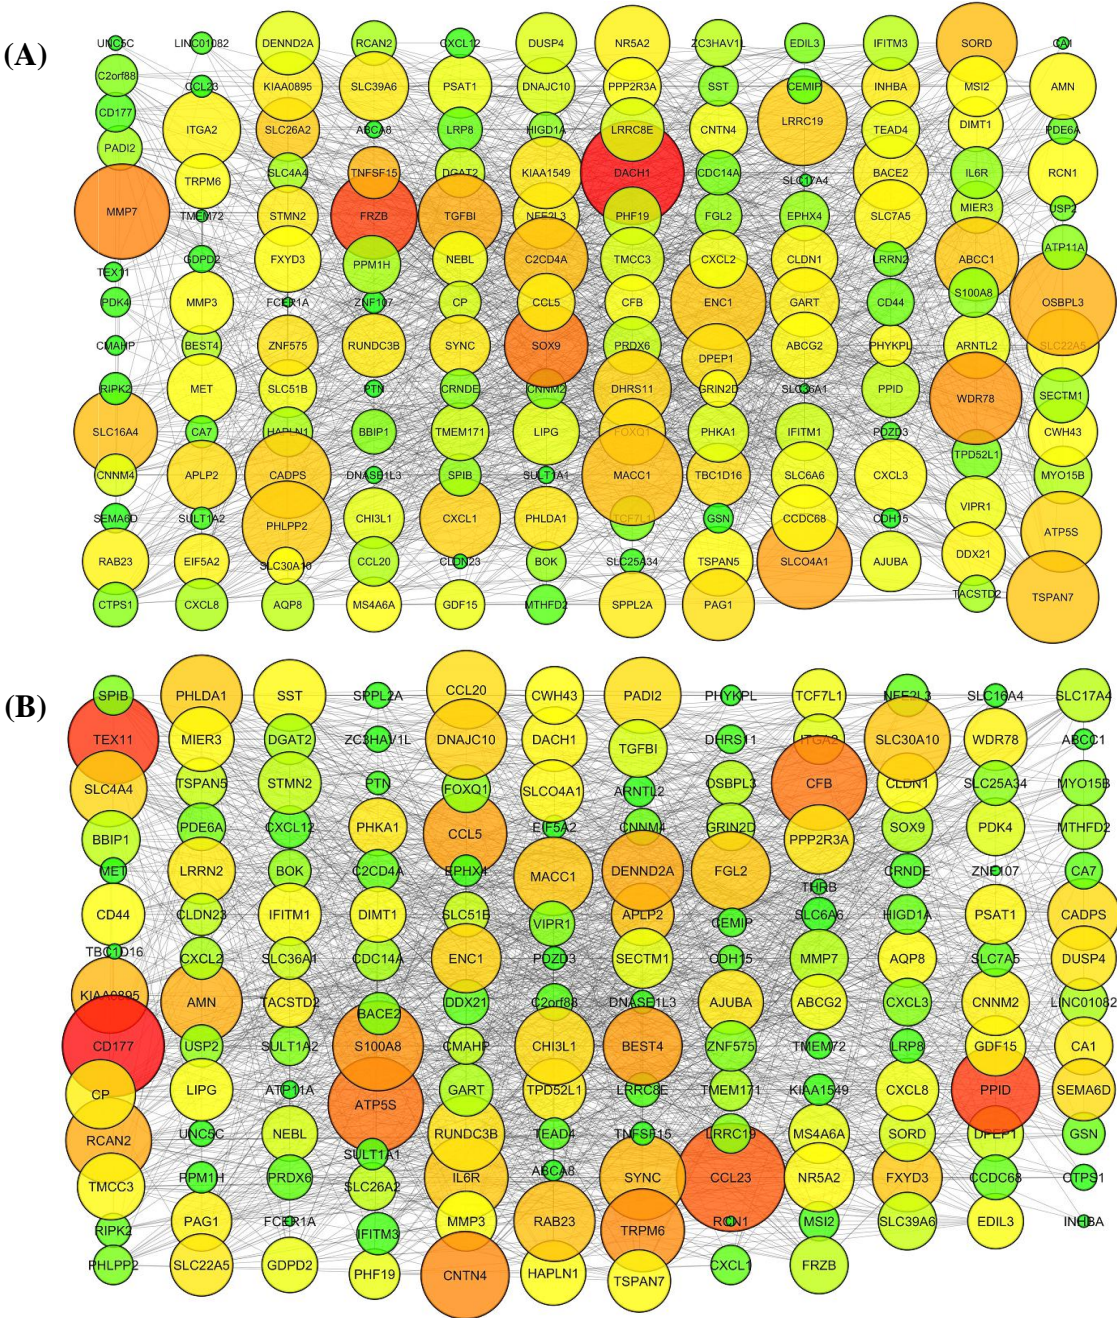 (A)
UNC5C LINC01082 DENND2A RCAN2 CXCL12 DUSP4 NR5A2 ZC3HAV1L EDIL3 IFITM3 SORD CA1
C2orf88 CCL23 KIAA0895 SLC39A6 PSAT1 DNAJC10 PPP2R3A SST CEMIP INHBA MSI2 AMN
CD177 ITGA2 SLC26A2 ABCA8 LRP8 HIGD1A LRRC8E CNTN4 LRRC19 TEAD4 DIMT1 PDE6A
PADI2 TRPM6 SLC4A4 TNFSF15 DGAT2 KIAA1549 DACH1 CDC14A SLC17A4 BACE2 IL6R RCN1
MMP7 TMEM72 STMN2 FRZB TGFBI NFE2L3 PHF19 FGL2 EPHX4 SLC7A5 MIER3 USP2
TEX11 GDPD2 FXYD3 PPM1H NEBL C2CD4A TMCC3 CXCL2 CLDN1 LRRN2 ABCC1 ATP11A
PDK4 MMP3 FCER1A ZNF107 CP CCL5 CFB ENC1 GART CD44 S100A8 OSBPL3
CMAHP BEST4 ZNF575 RUNDC3B SYNC SOX9 PRDX6 DPEP1 ABCG2 PHYKPL ARNTL2 SLC22A5
RIPK2 MET SLC51B PTN CRNDE CNNM2 DHRS11 GRIN2D SLC36A1 PPID WDR78 SECTM1
SLC16A4 CA7 HAPLN1 BBIP1 TMEM171 LIPG FOXQ1 PHKA1 IFITM1 PDZD3 TPD52L1 CWH43
CNNM4 APLP2 CADPS DNASE1L3 SPIB SULT1A1 MACC1 TBC1D16 SLC6A6 CXCL3 MYO15B
SEMA6D SULT1A2 PHLPP2 CHI3L1 CXCL1 PHLDA1 TCF7L1 GSN CCDC68 CDH15 VIPR1 ATP5S
RAB23 EIF5A2 SLC30A10 CCL20 CLDN23 BOK SLC25A34 TSPAN5 SLCO4A1 AJUBA DDX21
CTPS1 CXCL8 AQP8 MS4A6A GDF15 MTHFD2 SPPL2A PAG1 TACSTD2 TSPAN7
(B)
SPIB PHLDA1 SST SPPL2A CCL20 CWH43 PADI2 PHYKPL TCF7L1 NFE2L3 SLC16A4 SLC17A4
TEX11 MIER3 DGAT2 ZC3HAV1L DNAJC10 DACH1 TGFBI DHRS11 ITGA2 SLC30A10 WDR78 ABCC1
SLC4A4 TSPAN5 STMN2 PTN FOXQ1 SLCO4A1 ARNTL2 OSBPL3 CFB CLDN1 SLC25A34 MYO15B
BBIP1 PDE6A CXCL12 PHKA1 CCL5 EIF5A2 CNNM4 GRIN2D PPP2R3A SOX9 PDK4 MTHFD2
MET LRRN2 BOK C2CD4A EPHX4 MACC1 DENND2A FGL2 THRB CRNDE ZNF107 CA7
CD44 CLDN23 IFITM1 DIMT1 SLC51B VIPR1 APLP2 CEMIP SLC6A6 HIGD1A PSAT1 CADPS
TBC1D16 CXCL2 SLC36A1 CDC14A ENC1 PDZD3 SECTM1 CDH15 MMP7 AQP8 SLC7A5 DUSP4
KIAA0895 AMN TACSTD2 BACE2 DDX21 C2orf88 DNASE1L3 AJUBA ABCG2 CXCL3 CNNM2 LINC01082
CD177 USP2 SULT1A2 S100A8 CMAHP CHI3L1 BEST4 ZNF575 TMEM72 LRP8 GDF15 CA1
CP LIPG ATP11A ATP5S GART TPD52L1 LRRC8E TMEM171 KIAA1549 CXCL8 PPID SEMA6D
RCAN2 UNC5C NEBL SULT1A1 RUNDC3B TEAD4 TNFSF15 LRRC19 MS4A6A SORD DPEP1 GSN
TMCC3 PPM1H PRDX6 SLC26A2 IL6R ABCA8 SYNC CCL23 NR5A2 FXYD3 CCDC68 CTPS1
RIPK2 PAG1 FCER1A IFITM3 MMP3 RAB23 TRPM6 RCN1 MSI2 SLC39A6 EDIL3 INHBA
PHLPP2 SLC22A5 GDPD2 PHF19 CNTN4 HAPLN1 TSPAN7 CXCL1 FRZB